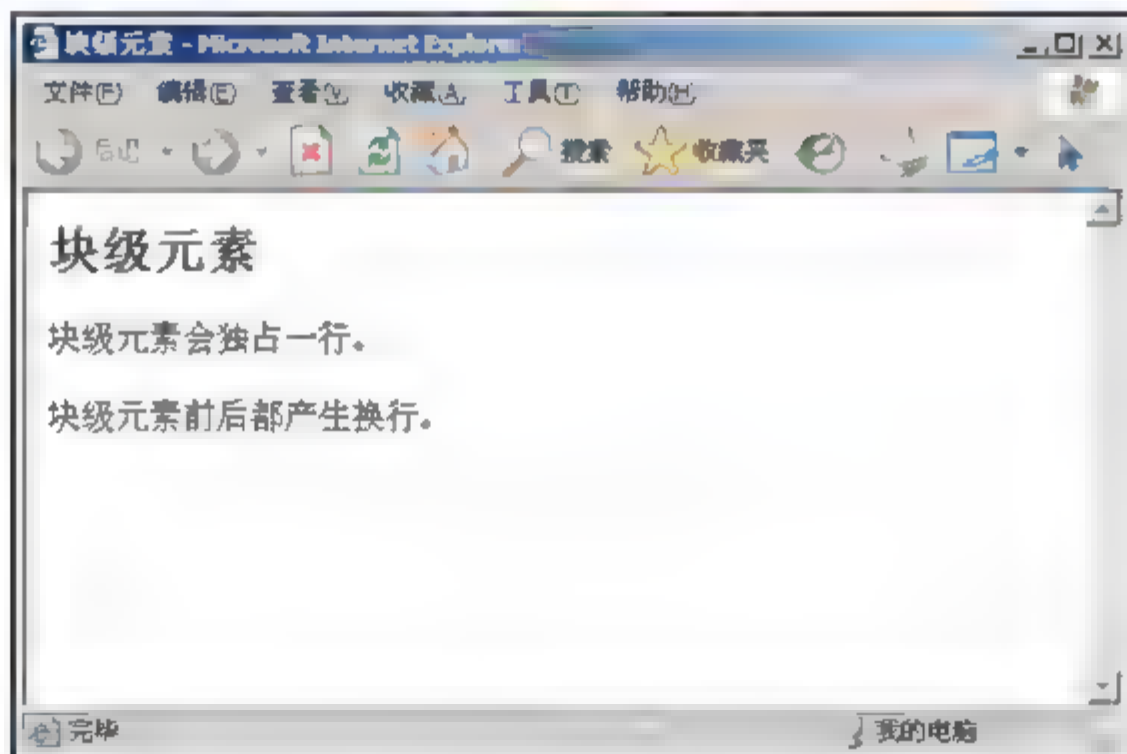 块级元素 - Microsoft Internet Explorer
文件(F) 编辑(E) 查看(V) 收藏(A) 工具(T) 帮助(H)
后退 搜索 收藏夹
块级元素
块级元素会独占一行。
块级元素前后都产生换行。
完毕 我的电脑